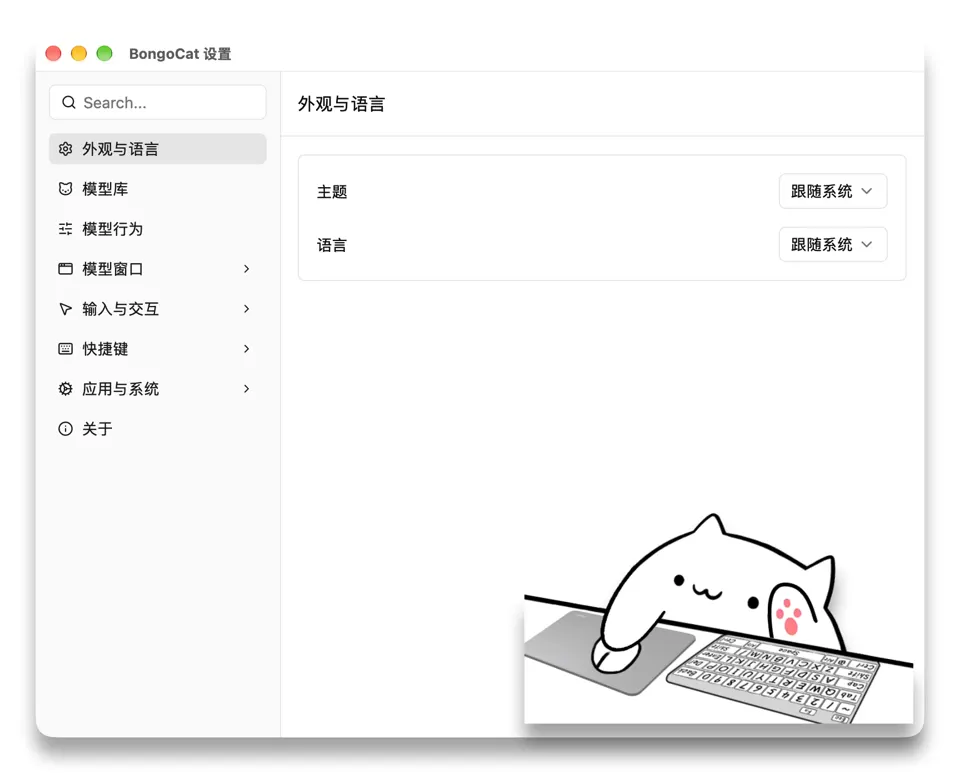 BongoCat 设置
Search...
外观与语言
模型库
模型行为
模型窗口
输入与交互
快捷键
应用与系统
关于
外观与语言
主题
跟随系统
语言
跟随系统